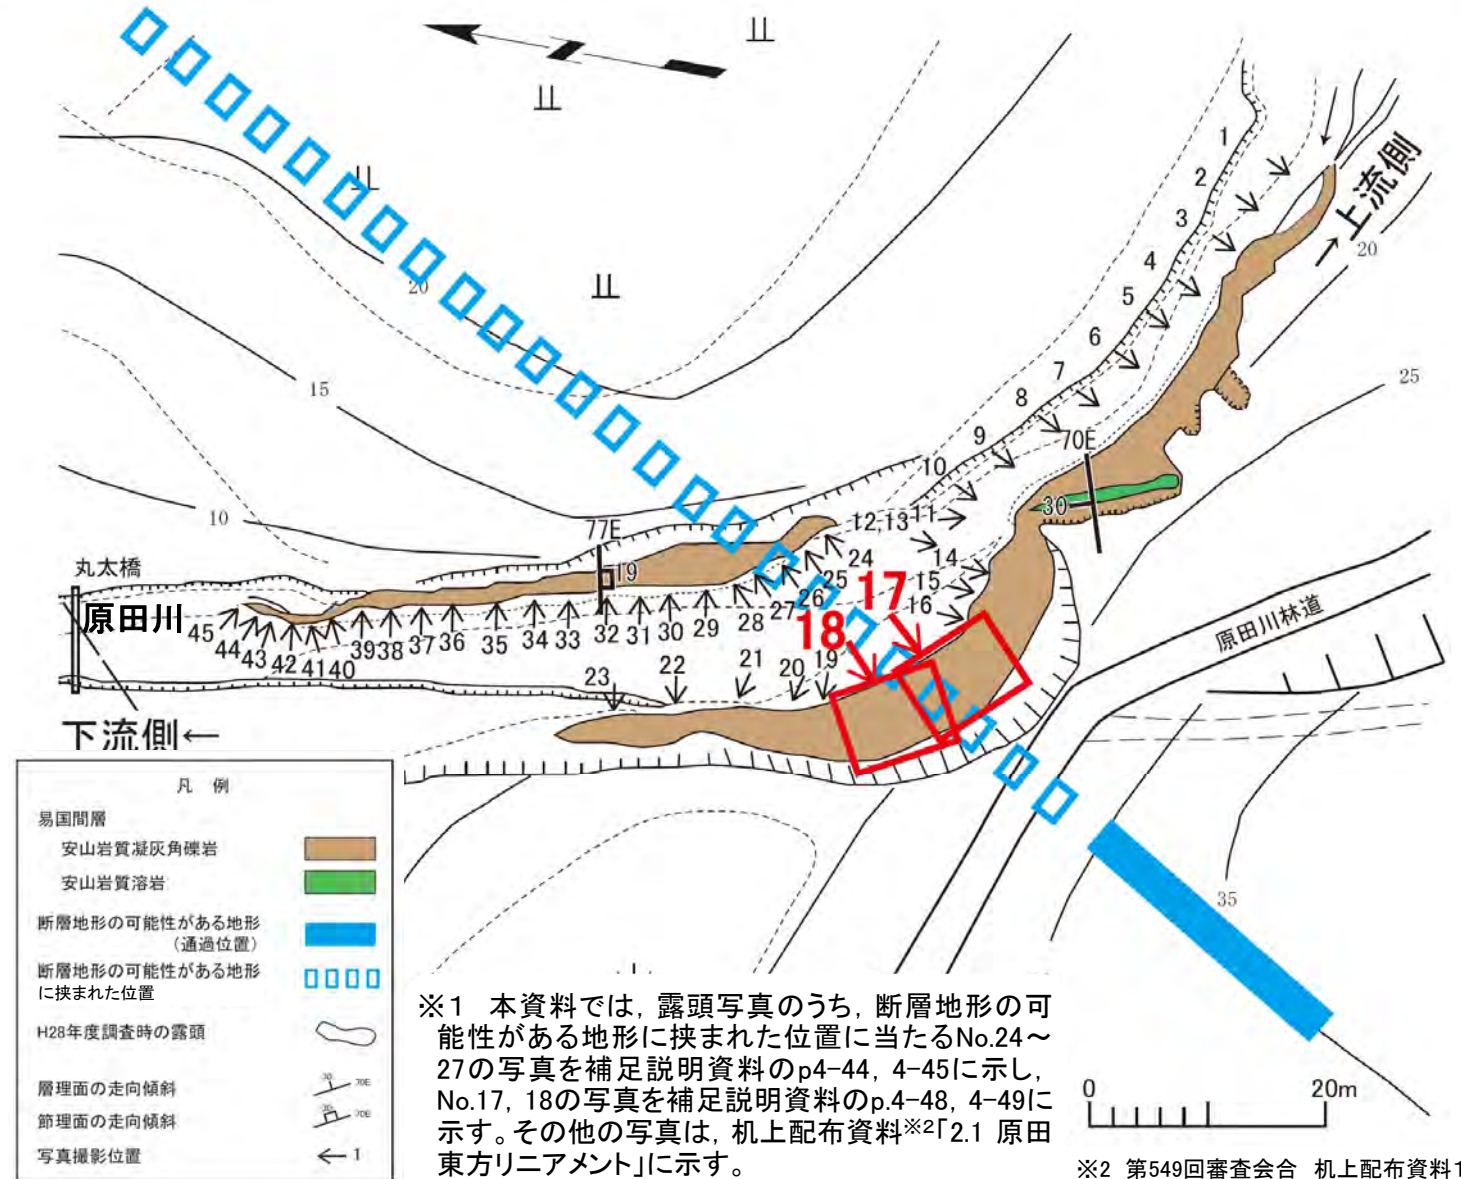 1
2
3
4
5
6
7
8
9
10
→上流側
20
25
20
15
10
70E
30
12,13,11
24
14
25
15
26
16
27
17
18
77E
19
丸太橋
原田川
45
44
43
42
41
40
39
38
37
36
35
34
33
32
31
30
29
28
23
22
21
20
19
原田川林道
下流側←
35
凡 例
易国間層
安山岩質凝灰角礫岩
安山岩質溶岩
断層地形の可能性がある地形
(通過位置)
断層地形の可能性がある地形
に挟まれた位置
H28年度調査時の露頭
層理面の走向傾斜
30 70E
節理面の走向傾斜
70E
写真撮影位置
←1
※1 本資料では,露頭写真のうち,断層地形の可
能性がある地形に挟まれた位置に当たるNo.24~
27の写真を補足説明資料のp4-44, 4-45に示し,
No.17, 18の写真を補足説明資料のp.4-48, 4-49に
示す。その他の写真は,机上配布資料※2「2.1 原田
東方リニアメント」に示す。
0 20m
※2 第549回審査会合 机上配布資料1